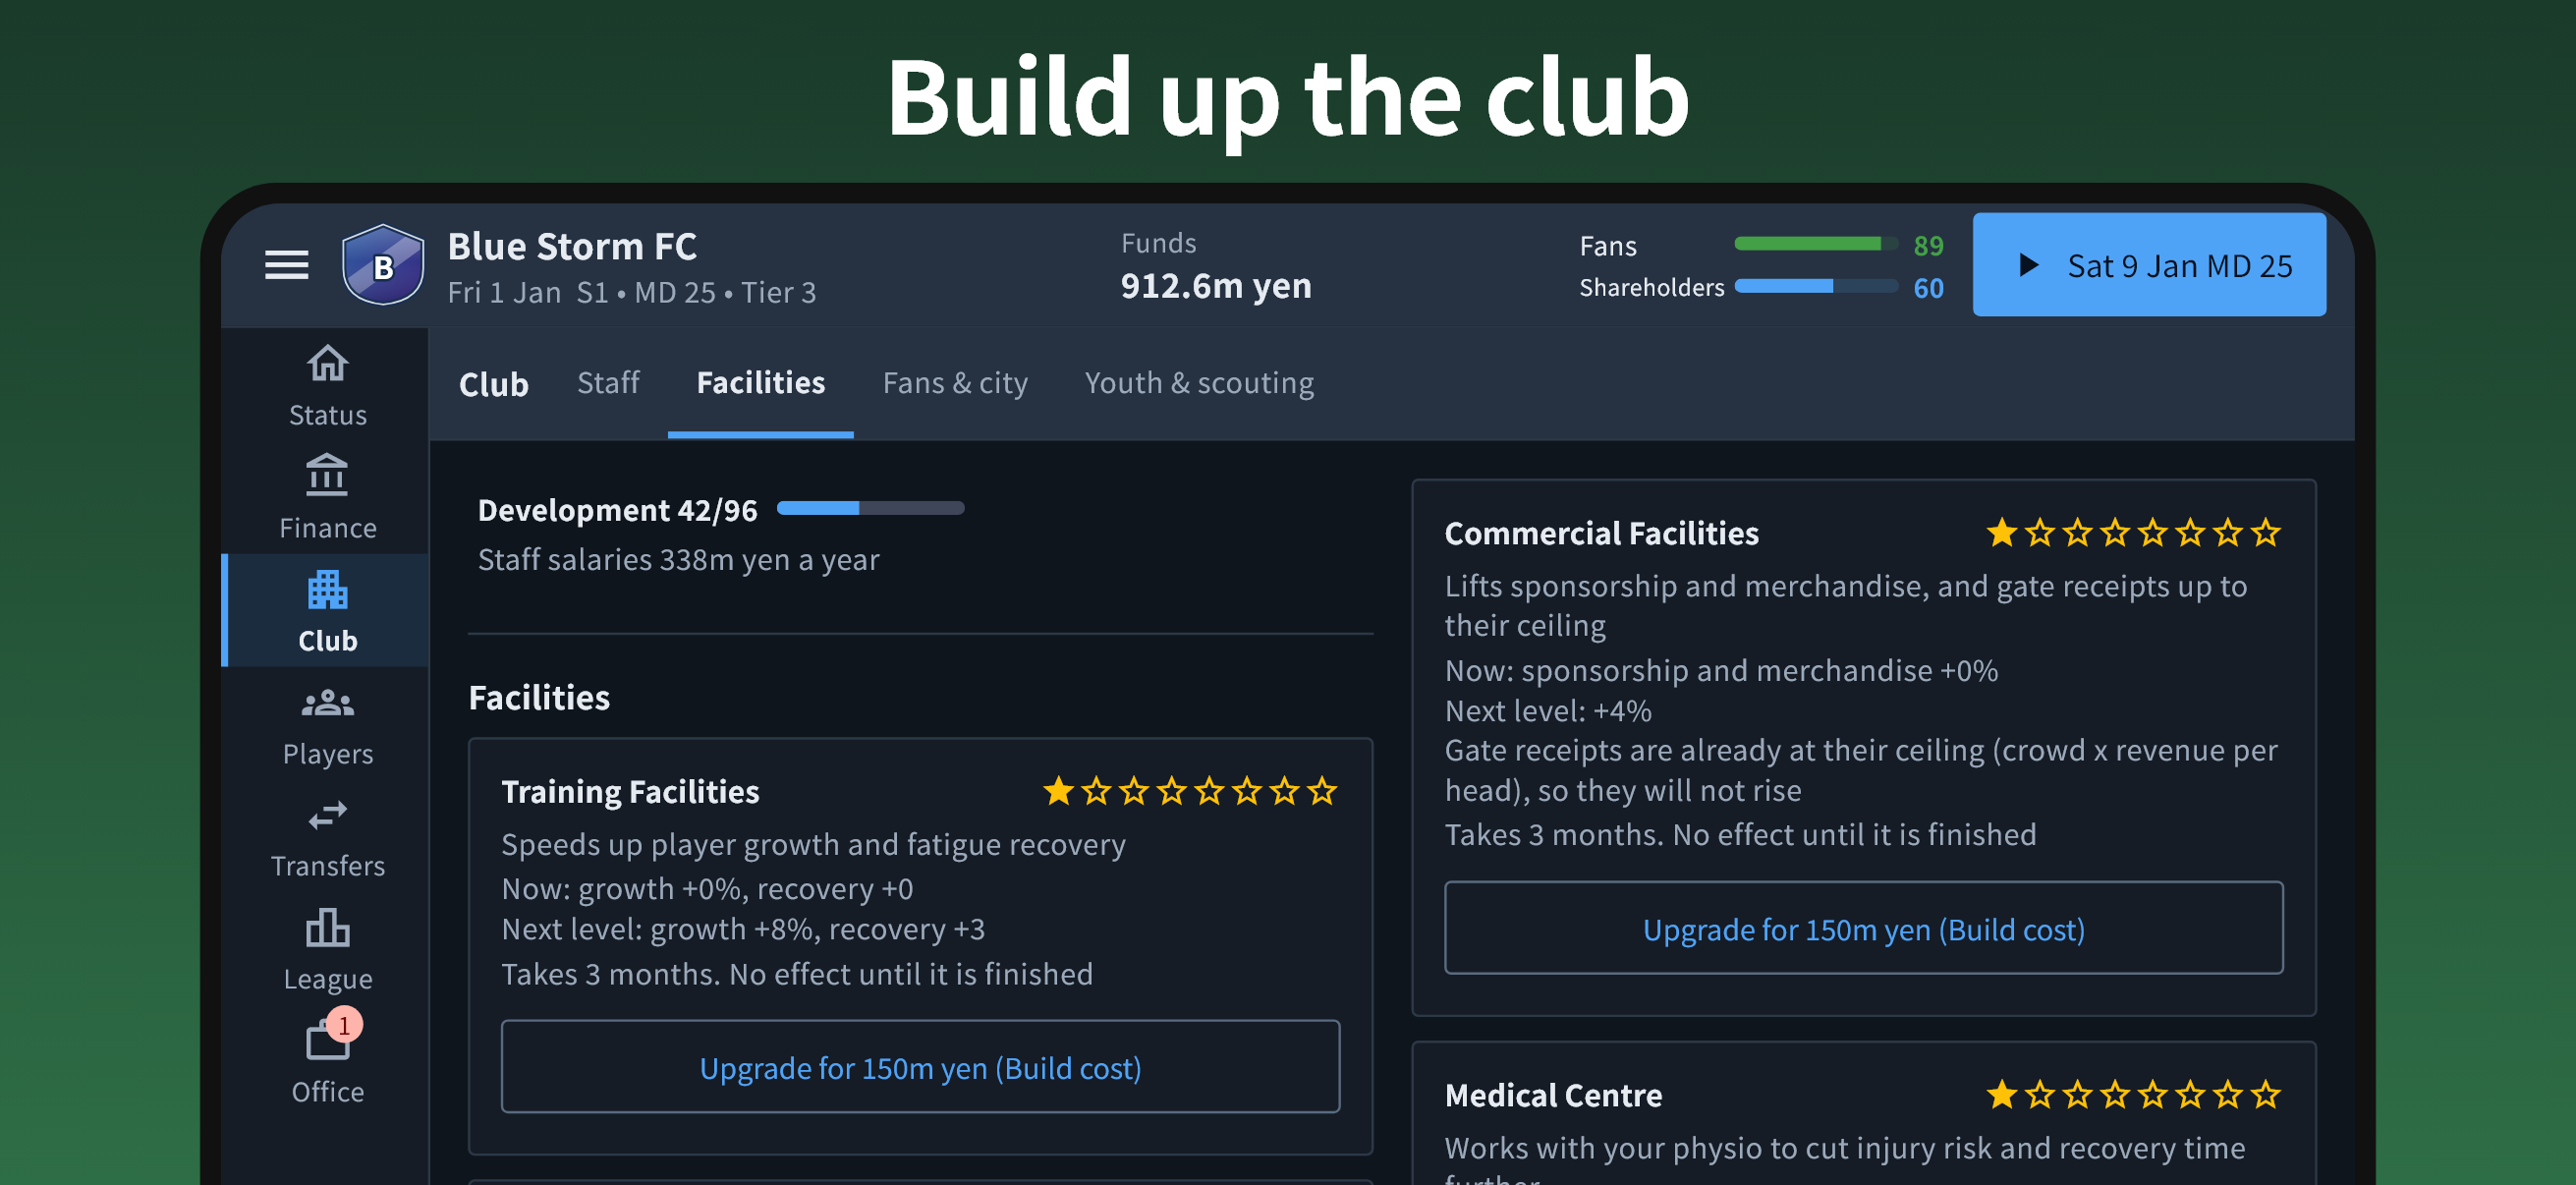 Build up the club
B
Blue Storm FC
Fri 1 Jan S1 • MD 25 • Tier 3
Funds
912.6m yen
Fans 89
Shareholders 60
Sat 9 Jan MD 25
Status
Finance
Club
Players
Transfers
League
1
Office
Club Staff Facilities Fans & city Youth & scouting
Development 42/96
Staff salaries 338m yen a year
Facilities
Training Facilities
Speeds up player growth and fatigue recovery
Now: growth +0%, recovery +0
Next level: growth +8%, recovery +3
Takes 3 months. No effect until it is finished
Upgrade for 150m yen (Build cost)
Commercial Facilities
Lifts sponsorship and merchandise, and gate receipts up to
their ceiling
Now: sponsorship and merchandise +0%
Next level: +4%
Gate receipts are already at their ceiling (crowd x revenue per
head), so they will not rise
Takes 3 months. No effect until it is finished
Upgrade for 150m yen (Build cost)
Medical Centre
Works with your physio to cut injury risk and recovery time